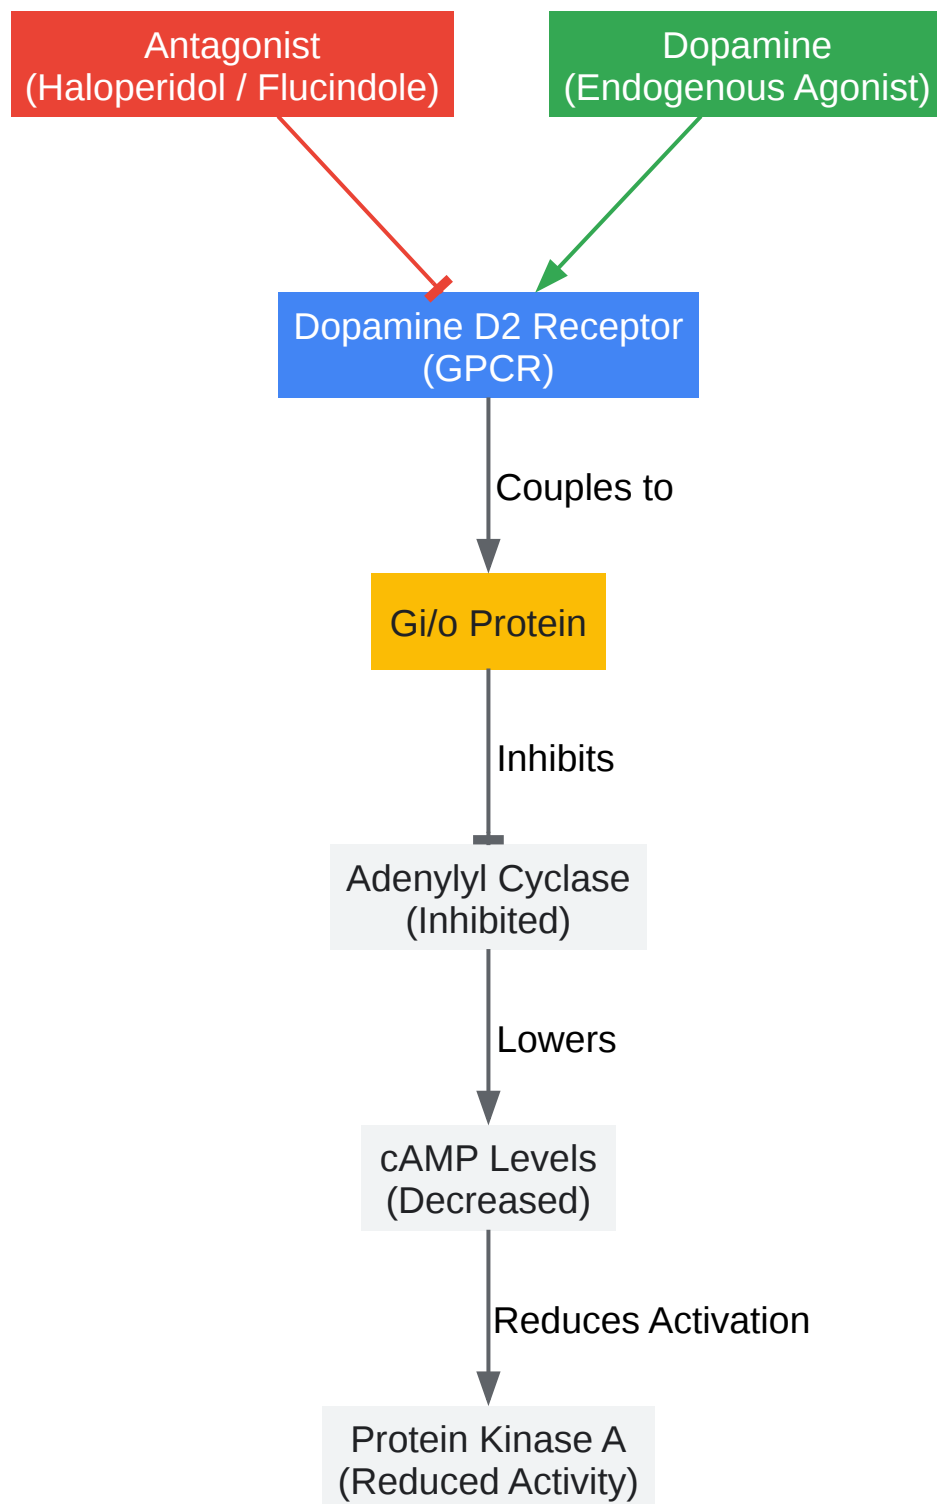 Antagonist
(Haloperidol / Flucindole)
Dopamine
(Endogenous Agonist)
Dopamine D2 Receptor
(GPCR)
Couples to
Gi/o Protein
Inhibits
Adenylyl Cyclase
(Inhibited)
Lowers
cAMP Levels
(Decreased)
Reduces Activation
Protein Kinase A
(Reduced Activity)